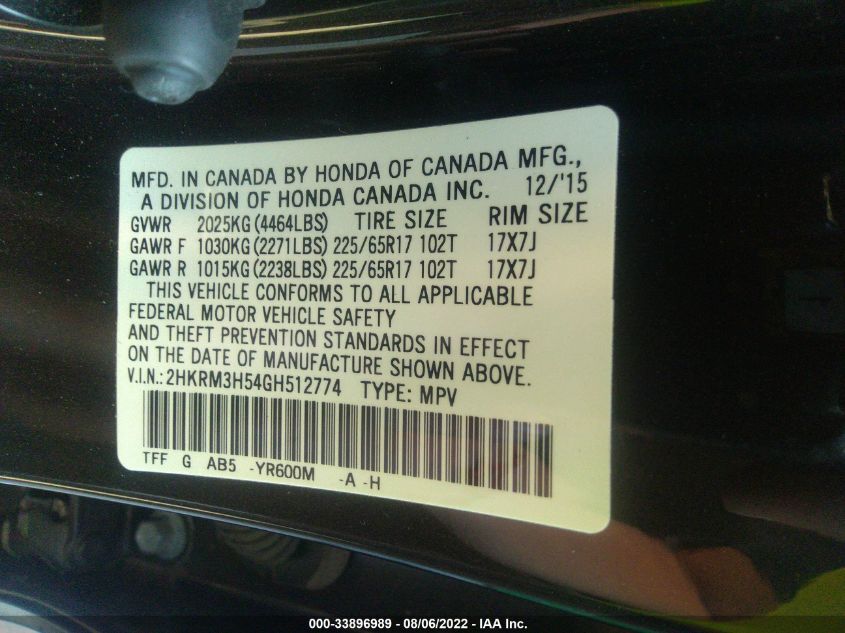 MFD. IN CANADA BY HONDA OF CANADA MFG.,
A DIVISION OF HONDA CANADA INC. 12/'15
GVWR 2025KG (4464LBS) TIRE SIZE RIM SIZE
GAWR F 1030KG (2271LBS) 225/65R17 102T 17X7J
GAWR R 1015KG (2238LBS) 225/65R17 102T 17X7J
THIS VEHICLE CONFORMS TO ALL APPLICABLE
FEDERAL MOTOR VEHICLE SAFETY
AND THEFT PREVENTION STANDARDS IN EFFECT
ON THE DATE OF MANUFACTURE SHOWN ABOVE.
V.I.N.: 2HKRM3H54GH512774 TYPE: MPV
TFF G AB5 -YR600M -A -H
000-33896989 - 08/06/2022 - IAA Inc.